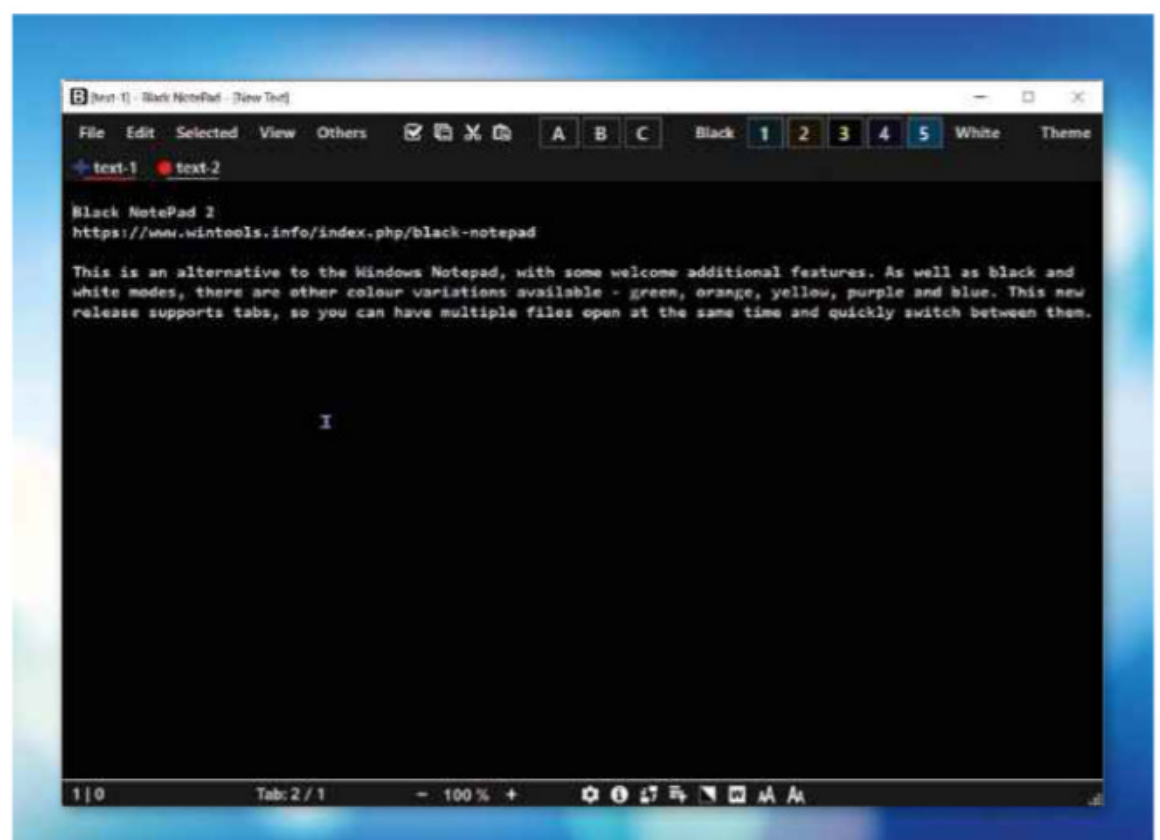 [text-1] - Black NotePad - [New Text]
File Edit Selected View Others A B C Black 1 2 3 4 5 White Theme
text-1 text-2
Black NotePad 2
https://www.wintools.info/index.php/black-notepad
This is an alternative to the Windows Notepad, with some welcome additional features. As well as black and
white modes, there are other colour variations available - green, orange, yellow, purple and blue. This new
release supports tabs, so you can have multiple files open at the same time and quickly switch between them.
1|0 Tab: 2 / 1 - 100 % +